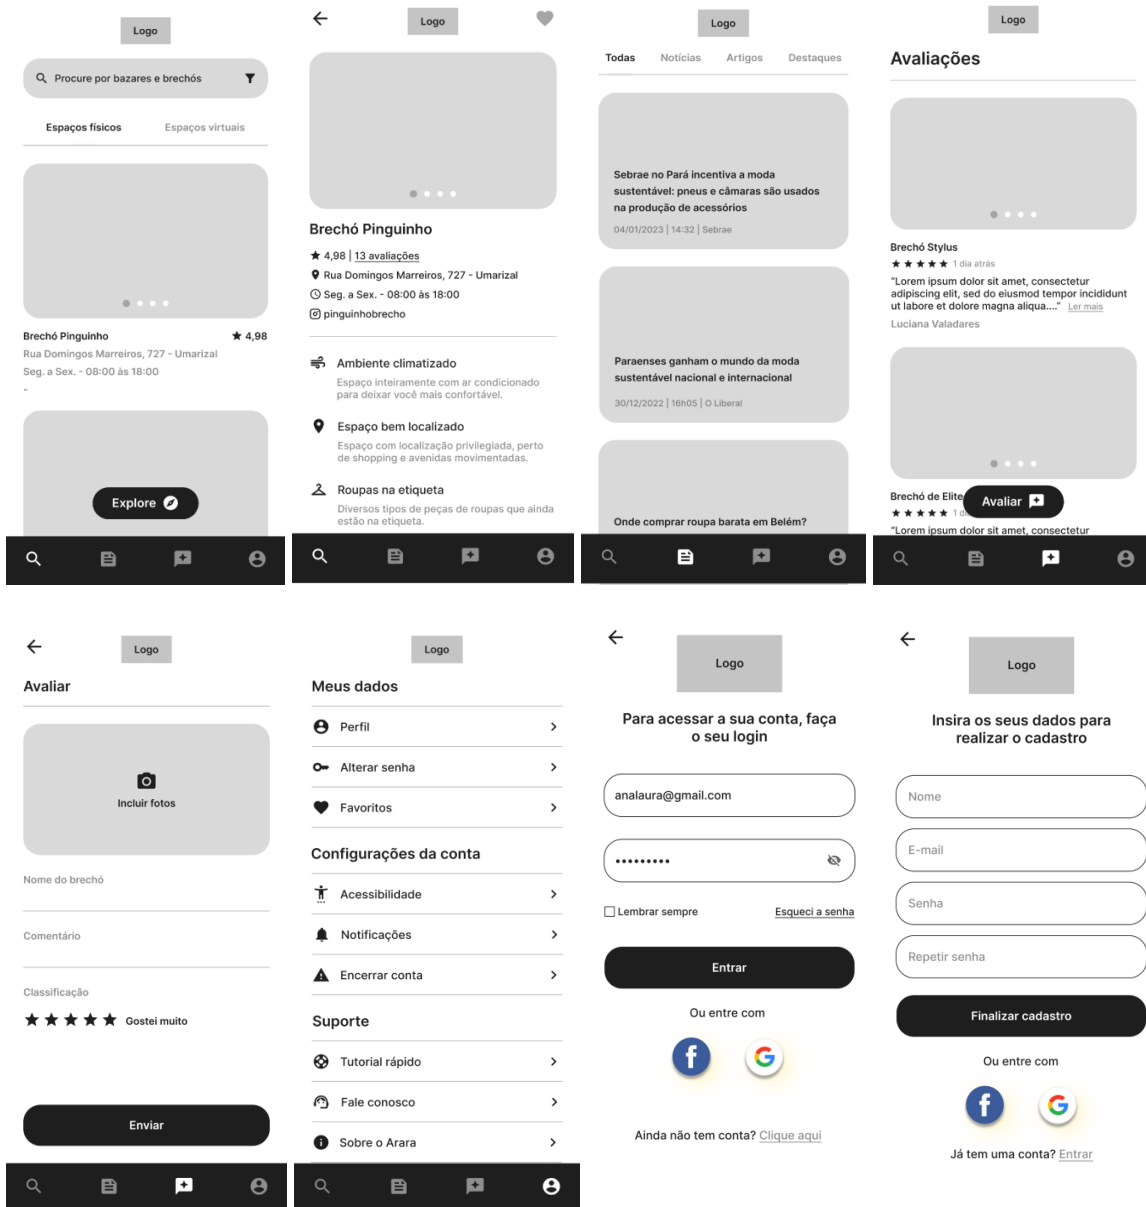 Logo
Procure por bazares e brechós
Espaços físicos
Espaços virtuais
Brechó Pinguinho
4,98
Rua Domingos Marreiros, 727 - Umarizal
Seg. a Sex. - 08:00 às 18:00
-
Explore
Logo
Brechó Pinguinho
4,98 | 13 avaliações
Rua Domingos Marreiros, 727 - Umarizal
Seg. a Sex. - 08:00 às 18:00
pinguinhobrecho
Ambiente climatizado
Espaço inteiramente com ar condicionado
para deixar você mais confortável.
Espaço bem localizado
Espaço com localização privilegiada, perto
de shopping e avenidas movimentadas.
Roupas na etiqueta
Diversos tipos de peças de roupas que ainda
estão na etiqueta.
Logo
Todas
Notícias
Artigos
Destaques
Sebrae no Pará incentiva a moda
sustentável: pneus e câmaras são usados
na produção de acessórios
04/01/2023 | 14:32 | Sebrae
Paraenses ganham o mundo da moda
sustentável nacional e internacional
30/12/2022 | 16h05 | O Liberal
Onde comprar roupa barata em Belém?
Logo
Avaliações
Brechó Stylus
1 dia atrás
“Lorem ipsum dolor sit amet, consectetur
adipiscing elit, sed do eiusmod tempor incididunt
ut labore et dolore magna aliqua....” Ler mais
Luciana Valadares
Brechó de Elite
1 d
Avaliar
“Lorem ipsum dolor sit amet, consectetur
Logo
Avaliar
Incluir fotos
Nome do brechó
Comentário
Classificação
Gostei muito
Enviar
Logo
Meus dados
Perfil
Alterar senha
Favoritos
Configurações da conta
Acessibilidade
Notificações
Encerrar conta
Suporte
Tutorial rápido
Fale conosco
Sobre o Arara
Logo
Para acessar a sua conta, faça
o seu login
analaura@gmail.com
Lembrar sempre
Esqueci a senha
Entrar
Ou entre com
Ainda não tem conta? Clique aqui
Logo
Insira os seus dados para
realizar o cadastro
Nome
E-mail
Senha
Repetir senha
Finalizar cadastro
Ou entre com
Já tem uma conta? Entrar